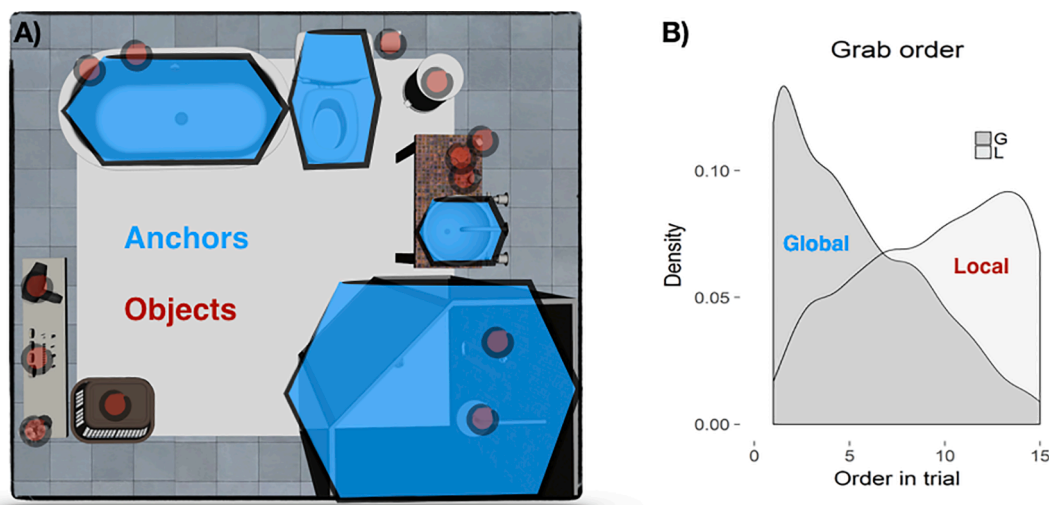 A)
Anchors
Objects
B)
Grab order
G
L
0.10
0.05
0.00
Density
Global
Local
0
5
10
15
Order in trial